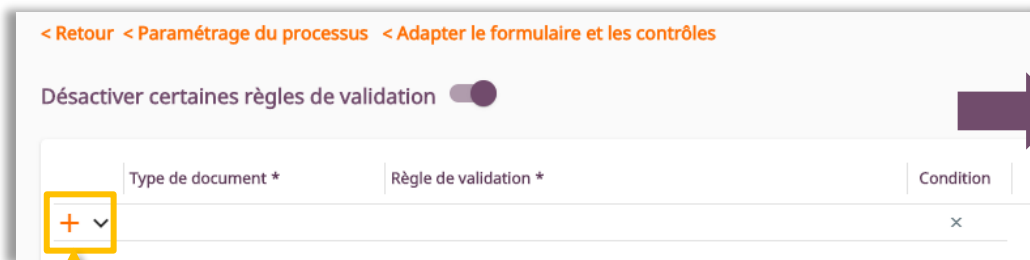 < Retour < Paramétrage du processus < Adapter le formulaire et les contrôles
Désactiver certaines règles de validation
Type de document * Règle de validation * Condition